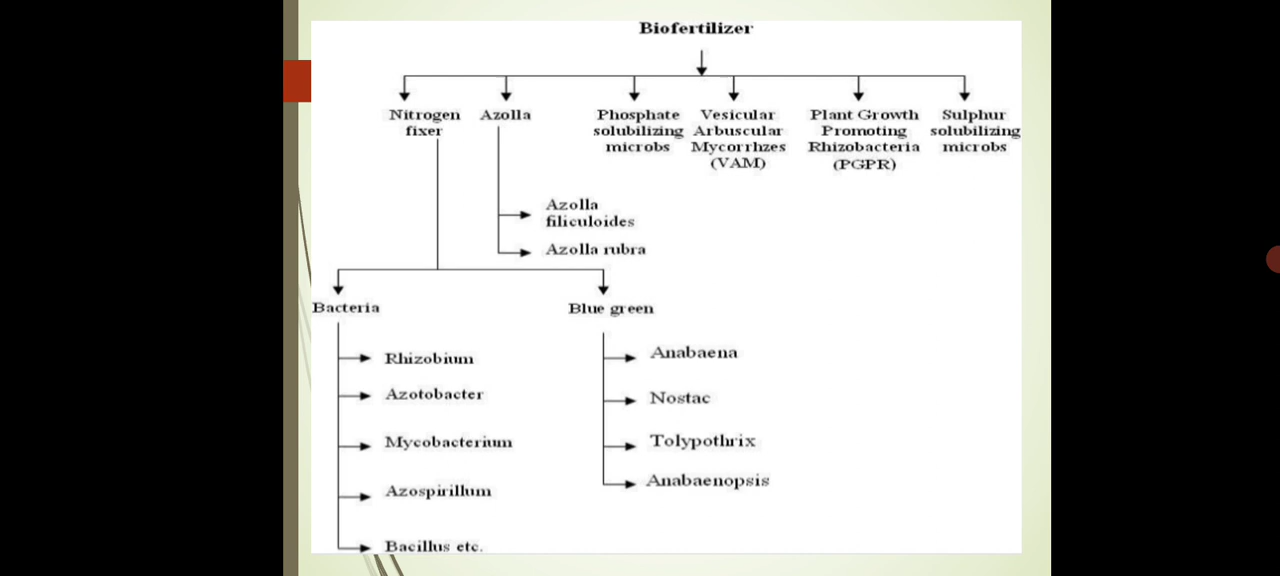 Biofertilizer
Nitrogen
fixer
Azolla
Phosphate
solubilizing
microbs
Vesicular
Arbuscular
Mycorrhzes
(VAM)
Plant Growth
Promoting
Rhizobacteria
(PGPR)
Sulphur
solubilizing
microbs
Azolla
filiculoides
Azolla rubra
Bacteria
Blue green
Rhizobium
Azotobacter
Mycobacterium
Azospirillum
Bacillus etc.
Anabaena
Nostac
Tolypothrix
Anabaenopsis